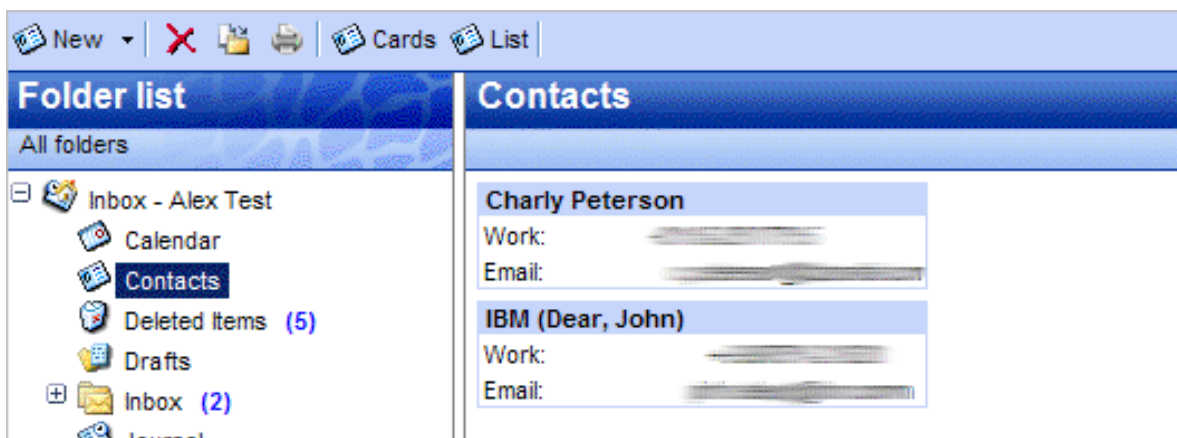 New Cards List
Folder list
All folders
Inbox - Alex Test
Calendar
Contacts
Deleted Items (5)
Drafts
Inbox (2)
Journal
Contacts
Charly Peterson
Work:
Email:
IBM (Dear, John)
Work:
Email: